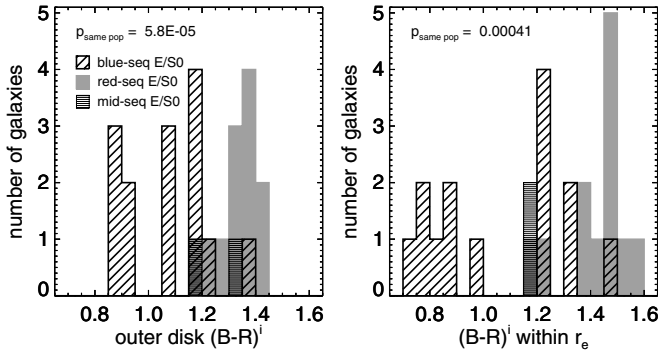 p same pop = 5.8E-05
blue-seq E/S0
red-seq E/S0
mid-seq E/S0
number of galaxies
5
4
3
2
1
0
0.8 1.0 1.2 1.4 1.6
outer disk (B-R)^i
p same pop = 0.00041
number of galaxies
5
4
3
2
1
0
0.8 1.0 1.2 1.4 1.6
(B-R)^i within r_e